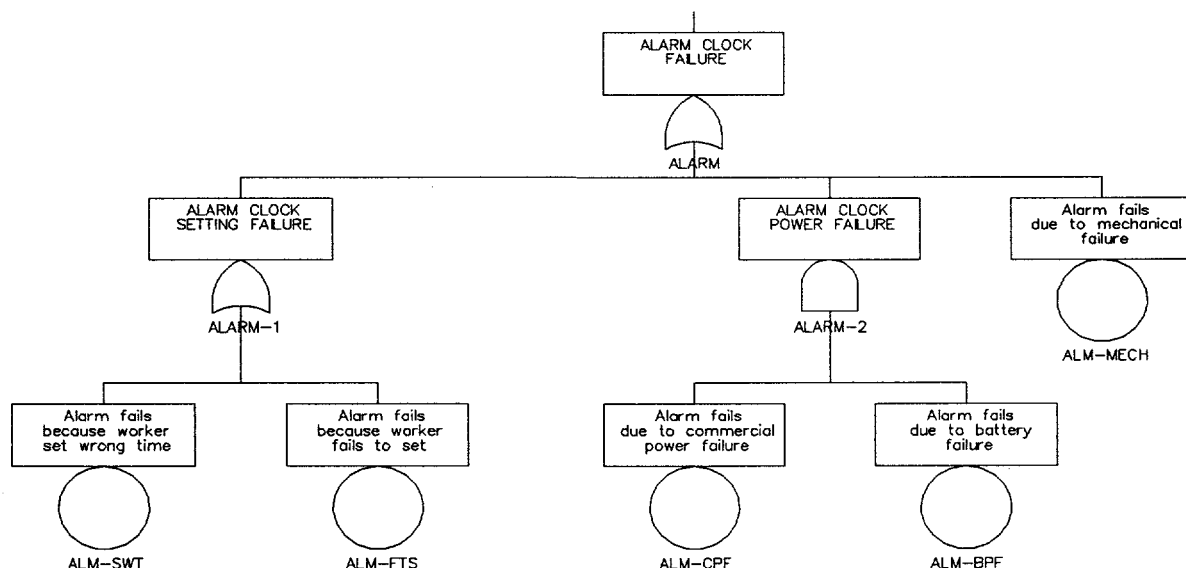 ALARM CLOCK
FAILURE
ALARM
ALARM CLOCK
SETTING FAILURE
ALARM CLOCK
POWER FAILURE
Alarm fails
due to mechanical
failure
ALARM-1
ALARM-2
ALM-MECH
Alarm fails
because worker
set wrong time
Alarm fails
because worker
fails to set
Alarm fails
due to commercial
power failure
Alarm fails
due to battery
failure
ALM-SWT
ALM-FTS
ALM-CPF
ALM-BPF